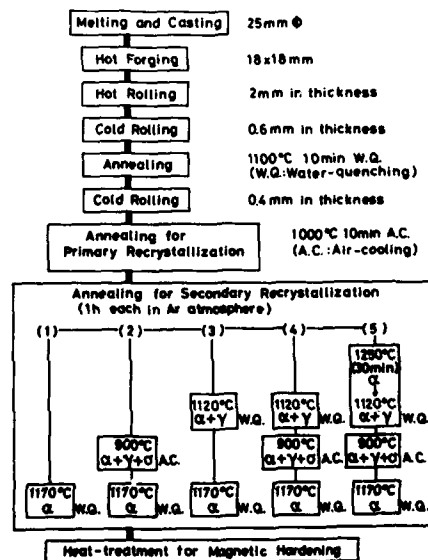 Melting and Casting 25mm Φ
Hot Forging 18x18mm
Hot Rolling 2mm in thickness
Cold Rolling 0.6mm in thickness
Annealing 1100°C 10min W.Q.
(W.Q.:Water-quenching)
Cold Rolling 0.4mm in thickness
Annealing for
Primary Recrystallization
1000°C 10min A.C.
(A.C.:Air-cooling)
Annealing for Secondary Recrystallization
(1h each in Ar atmosphere)
(1) (2) (3) (4) (5)
1250°C
(30min)
α
1120°C α+γ W.Q. 1120°C α+γ W.Q. 1120°C α+γ W.Q.
900°C α+γ+σ A.C. 900°C α+γ+σ A.C. 900°C α+γ+σ A.C.
1170°C α W.Q. 1170°C α W.Q. 1170°C α W.Q. 1170°C α W.Q. 1170°C α W.Q.
Heat-treatment for Magnetic Hardening